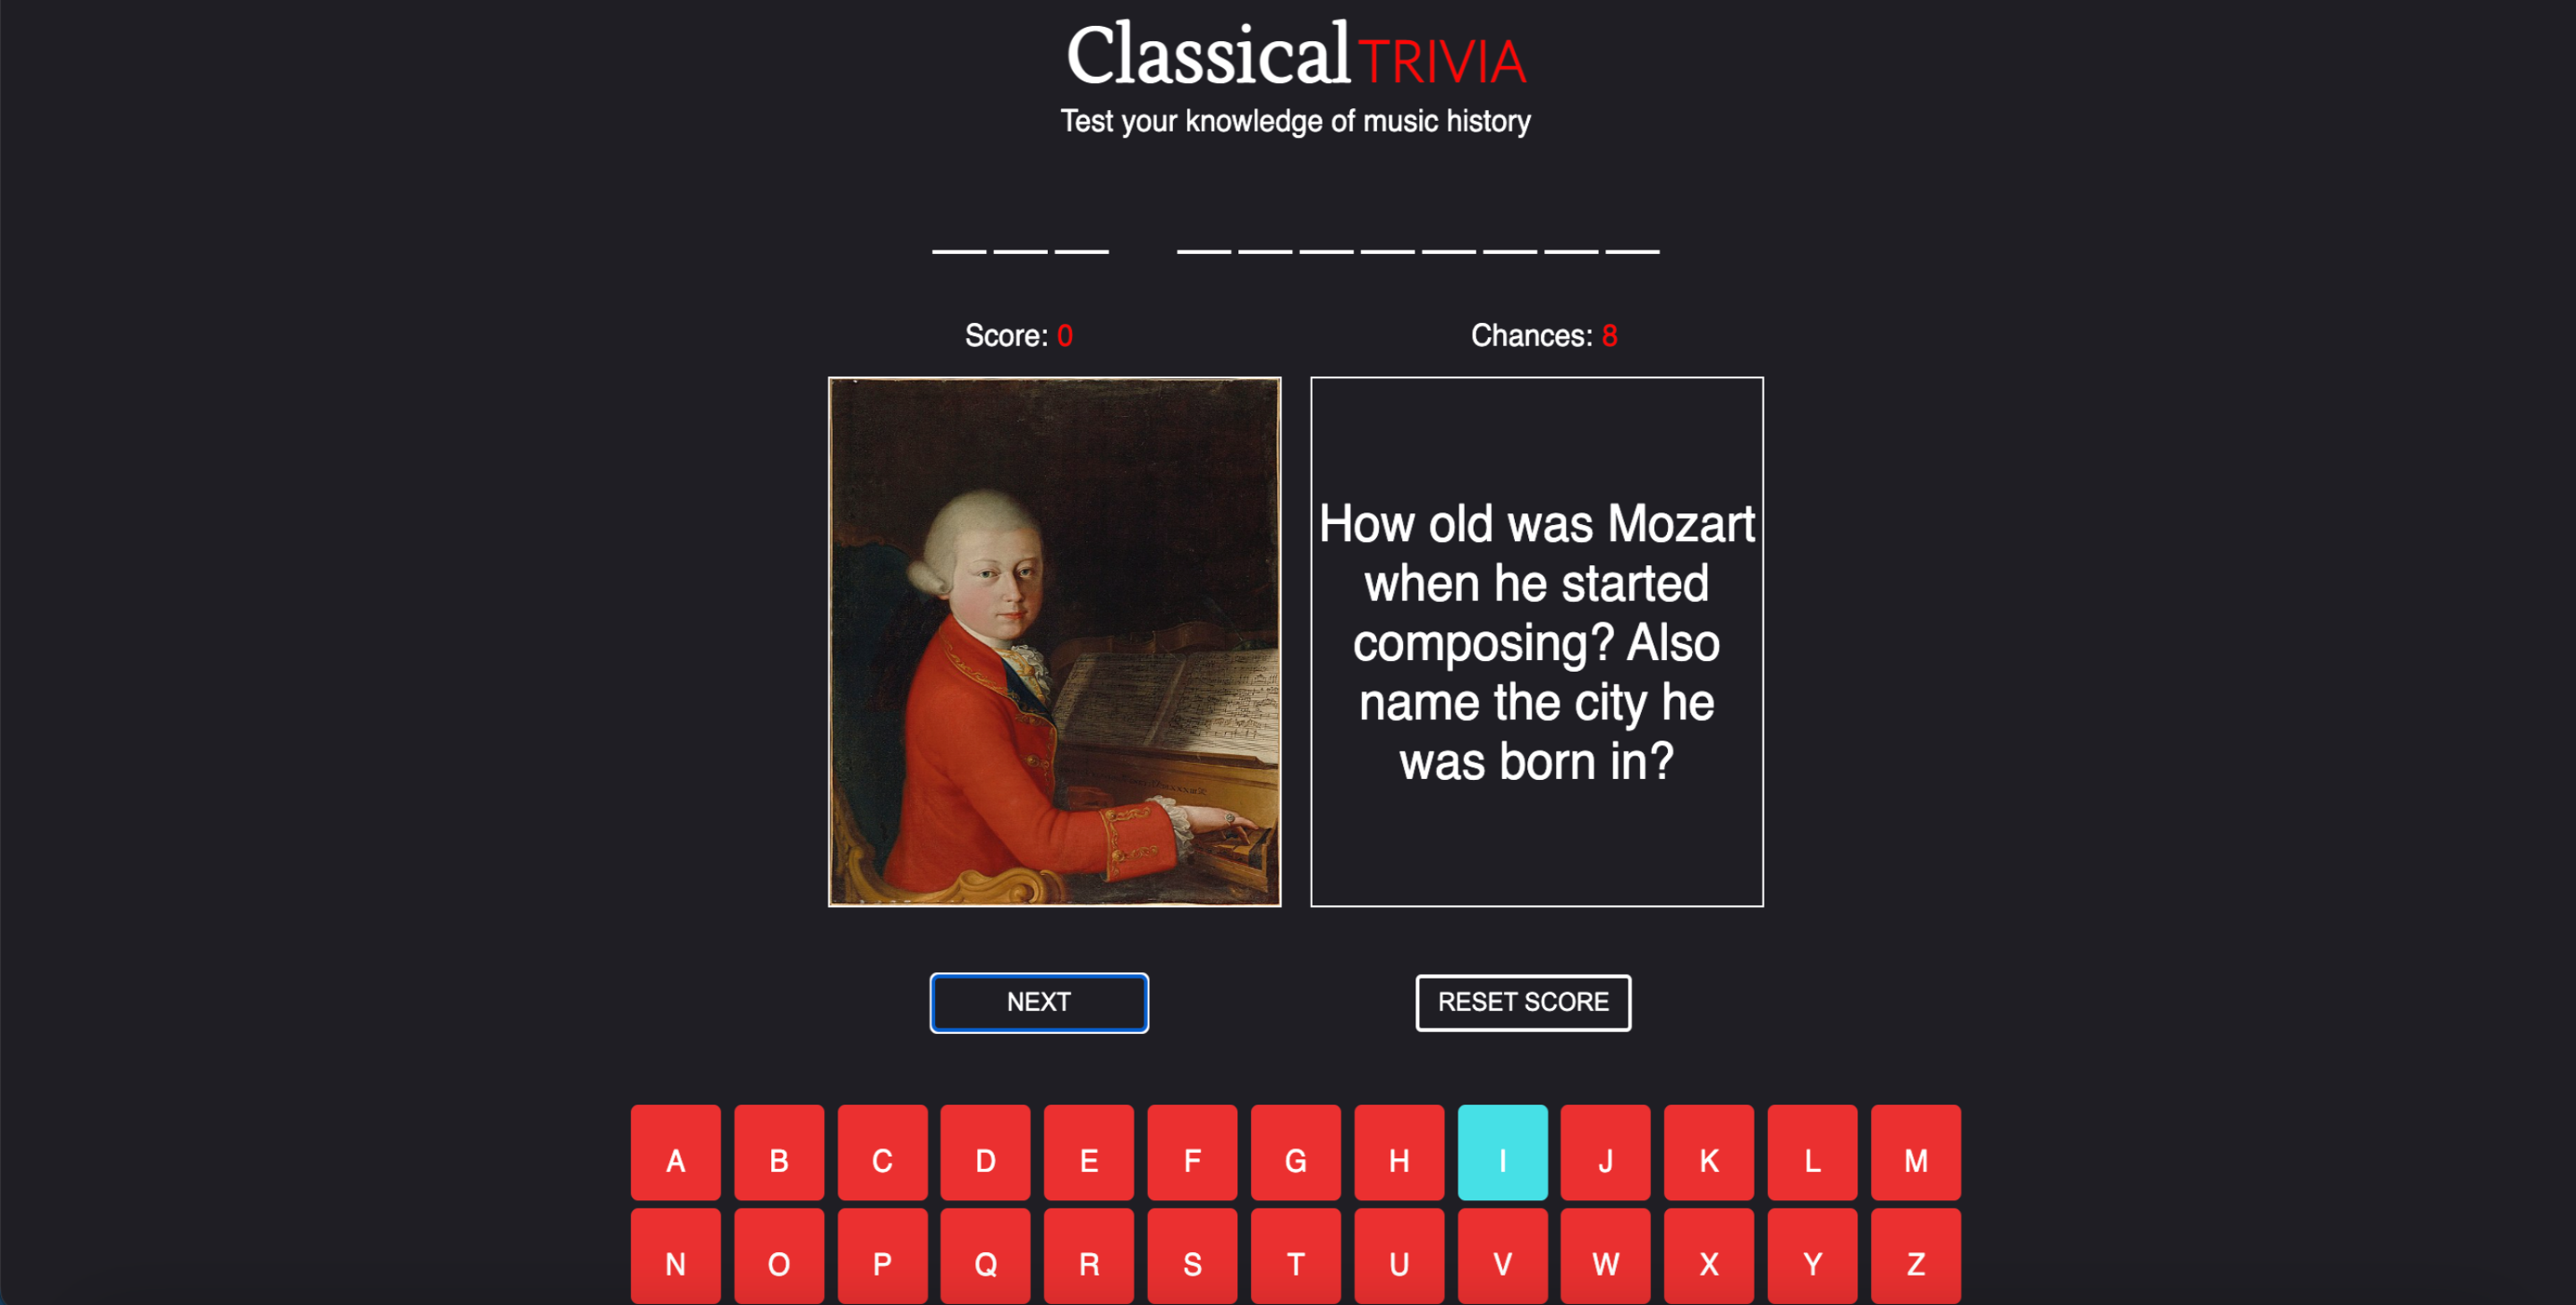 Classical TRIVIA
Test your knowledge of music history
Score: 0
Chances: 8
How old was Mozart
when he started
composing? Also
name the city he
was born in?
NEXT
RESET SCORE
A B C D E F G H I J K L M
N O P Q R S T U V W X Y Z